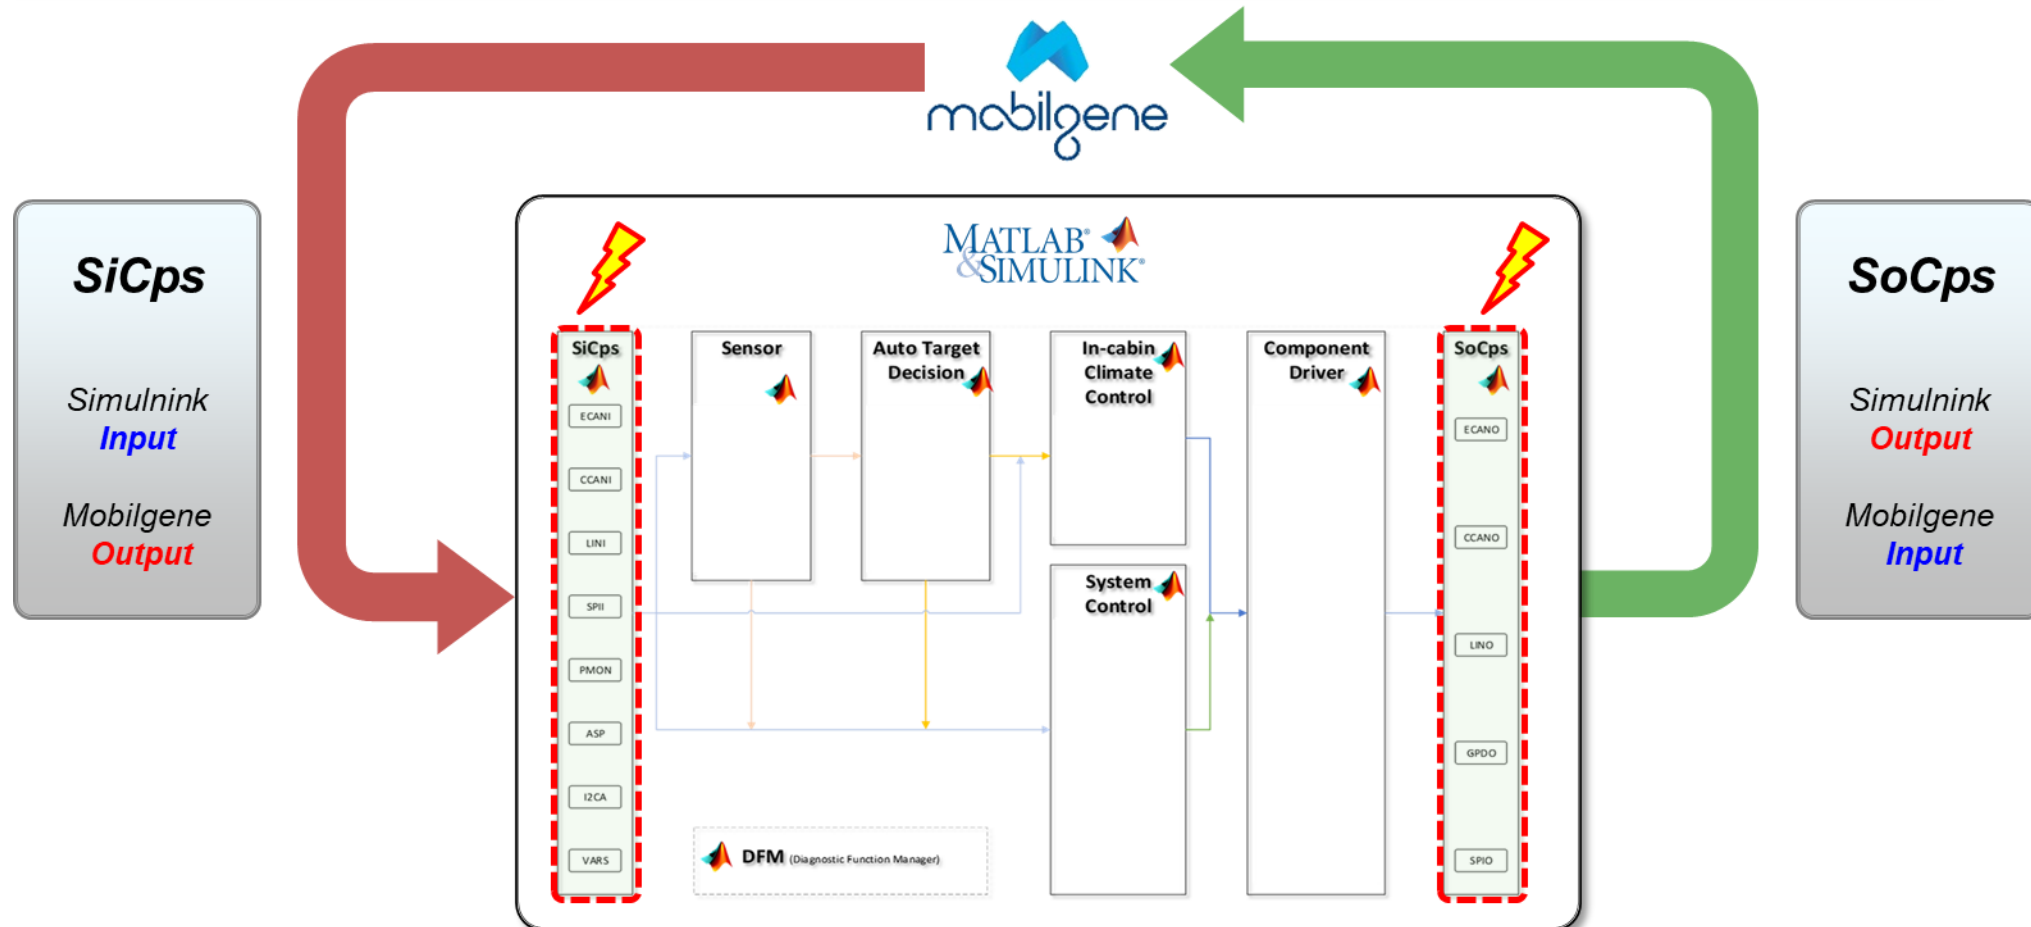 mobilgene
SiCps
Simulnink
Input
Mobilgene
Output
MATLAB®
&SIMULINK®
SiCps
ECANI
CCANI
LINI
SPII
PMON
ASP
I2CA
VARS
Sensor
Auto Target
Decision
In-cabin
Climate
Control
System
Control
Component
Driver
DFM (Diagnostic Function Manager)
SoCps
ECANO
CCANO
LINO
GPDO
SPIO
SoCps
Simulnink
Output
Mobilgene
Input